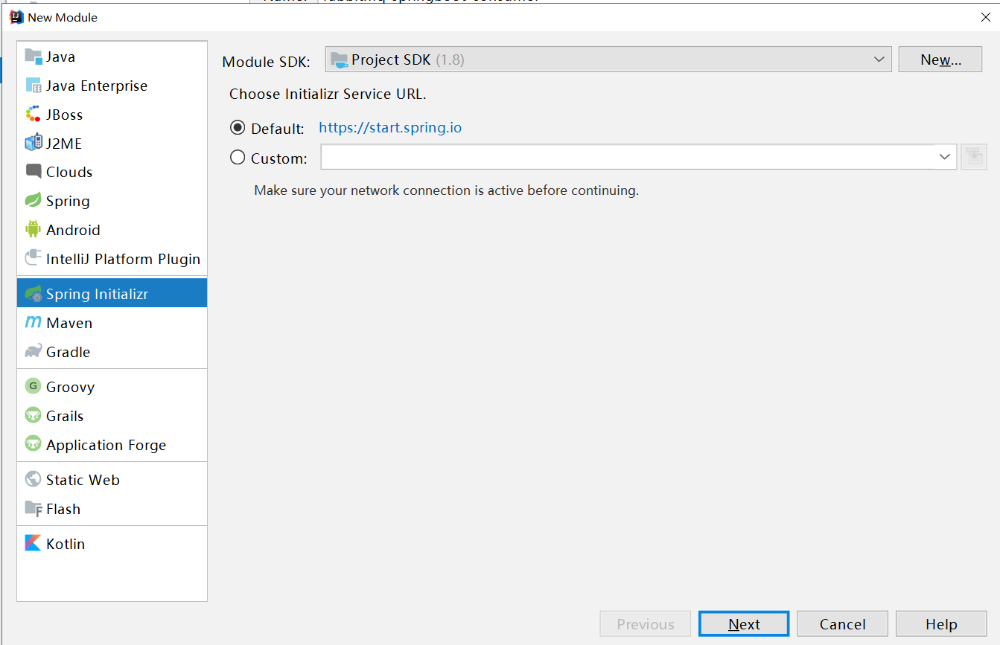 New Module
Java
Java Enterprise
JBoss
J2ME
Clouds
Spring
Android
IntelliJ Platform Plugin
Spring Initializr
Maven
Gradle
Groovy
Grails
Application Forge
Static Web
Flash
Kotlin
Module SDK: Project SDK (1.8) New...
Choose Initializr Service URL.
Default: https://start.spring.io
Custom:
Make sure your network connection is active before continuing.
Previous Next Cancel Help